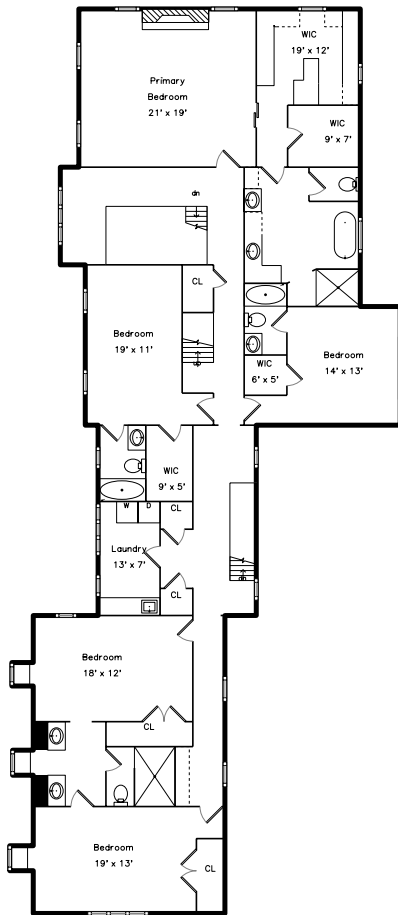 WIC
19' x 12'
Primary
Bedroom
21' x 19'
WIC
9' x 7'
dn
CL
Bedroom
19' x 11'
Bedroom
14' x 13'
WIC
6' x 5'
WIC
9' x 5'
W
D
CL
Laundry
13' x 7'
CL
Bedroom
18' x 12'
CL
Bedroom
19' x 13'
CL